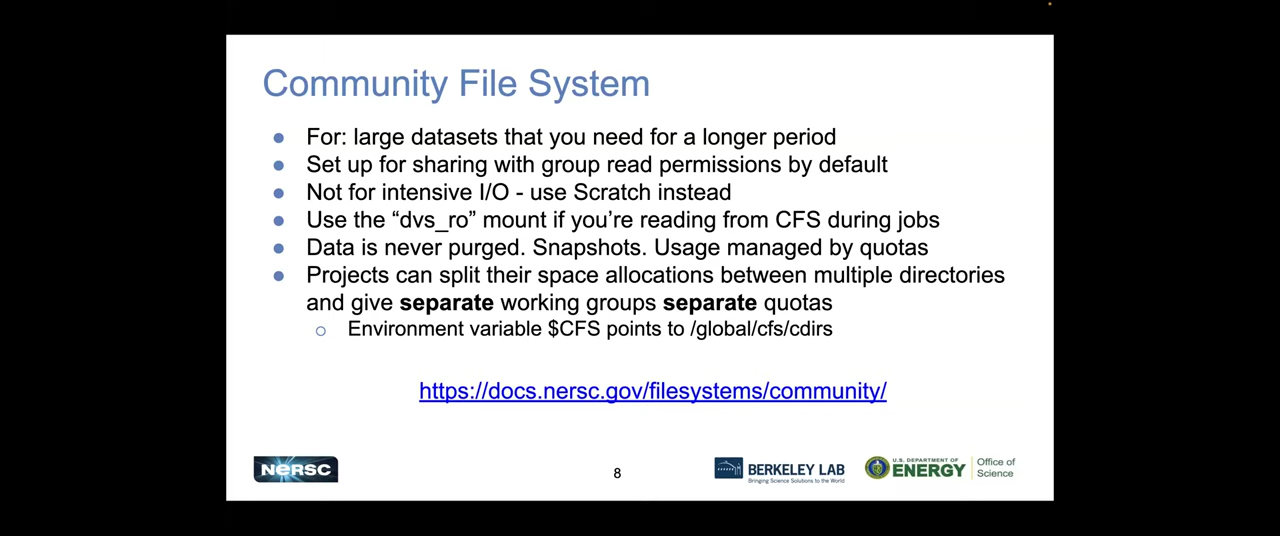 Community File System
● For: large datasets that you need for a longer period
● Set up for sharing with group read permissions by default
● Not for intensive I/O - use Scratch instead
● Use the “dvs_ro” mount if you’re reading from CFS during jobs
● Data is never purged. Snapshots. Usage managed by quotas
● Projects can split their space allocations between multiple directories
and give separate working groups separate quotas
○ Environment variable $CFS points to /global/cfs/cdirs
https://docs.nersc.gov/filesystems/community/
NERSC
8
BERKELEY LAB
Bringing Science Solutions to the World
U.S. DEPARTMENT OF
ENERGY
Office of
Science